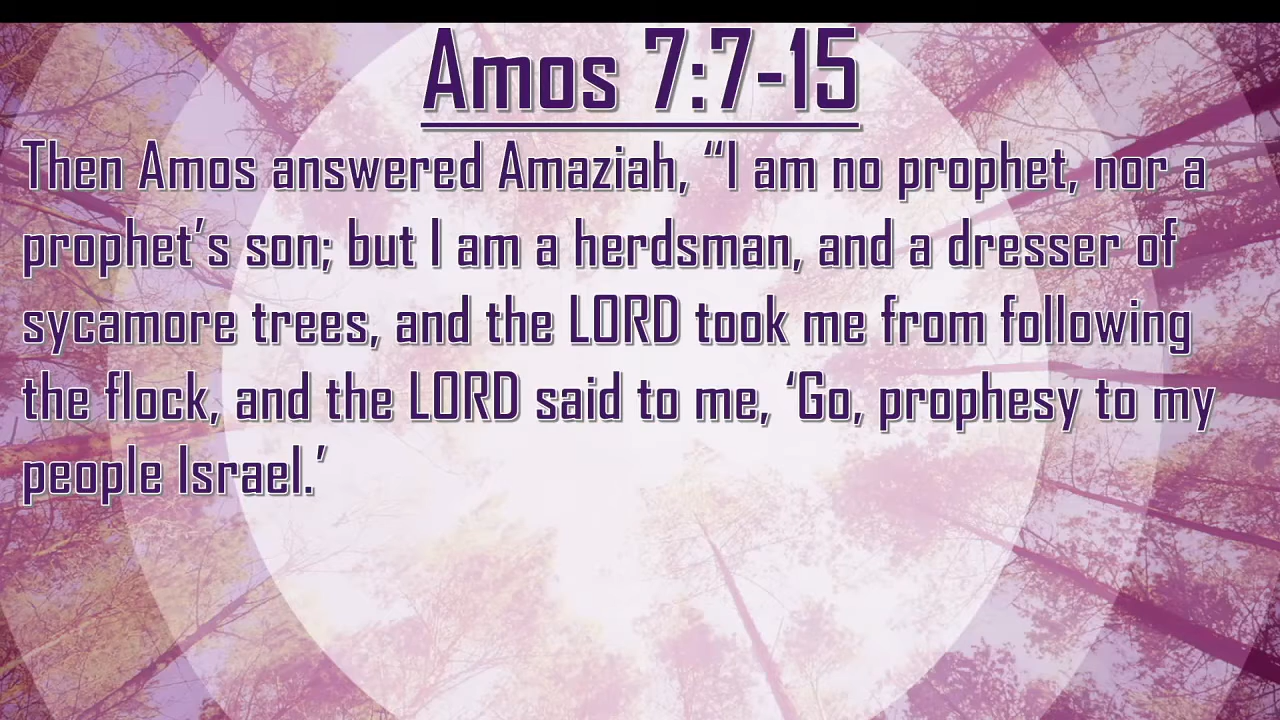 Amos 7:7-15
Then Amos answered Amaziah, “I am no prophet, nor a
prophet’s son; but I am a herdsman, and a dresser of
sycamore trees, and the LORD took me from following
the flock, and the LORD said to me, ‘Go, prophesy to my
people Israel.’